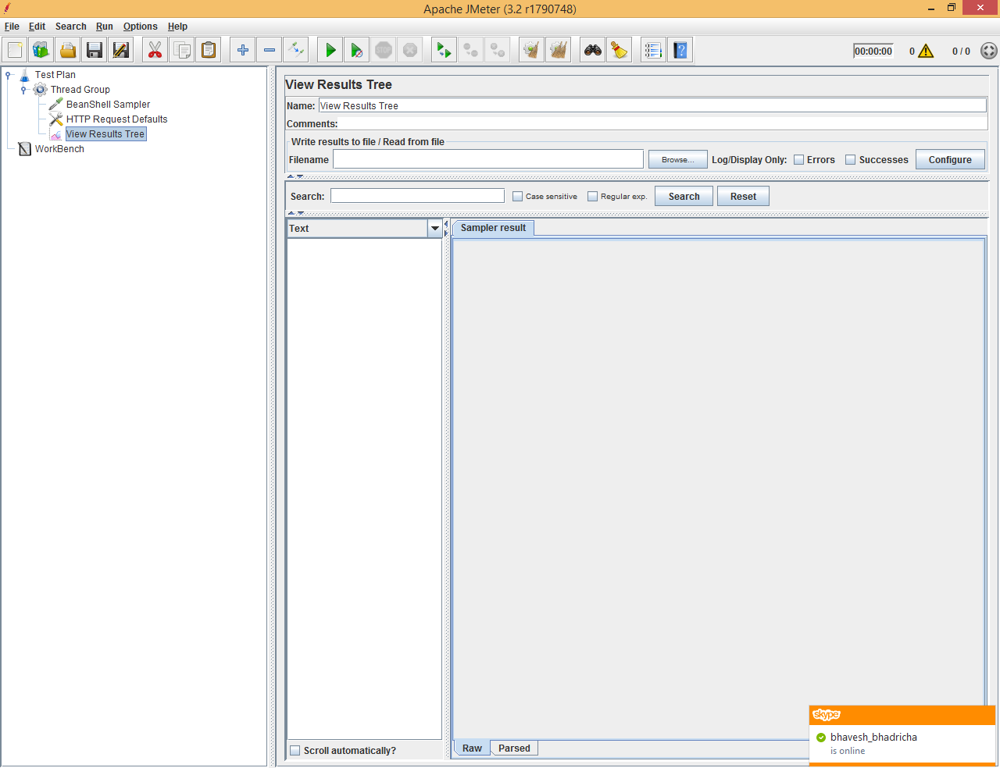 Apache JMeter (3.2 r1790748)
File Edit Search Run Options Help
STOP
00:00:00 0 0 / 0
Test Plan
Thread Group
BeanShell Sampler
HTTP Request Defaults
View Results Tree
WorkBench
View Results Tree
Name: View Results Tree
Comments:
Write results to file / Read from file
Filename Browse... Log/Display Only: Errors Successes Configure
Search: Case sensitive Regular exp. Search Reset
Text
Sampler result
Scroll automatically?
Raw Parsed
skype
bhavesh_bhadricha
is online